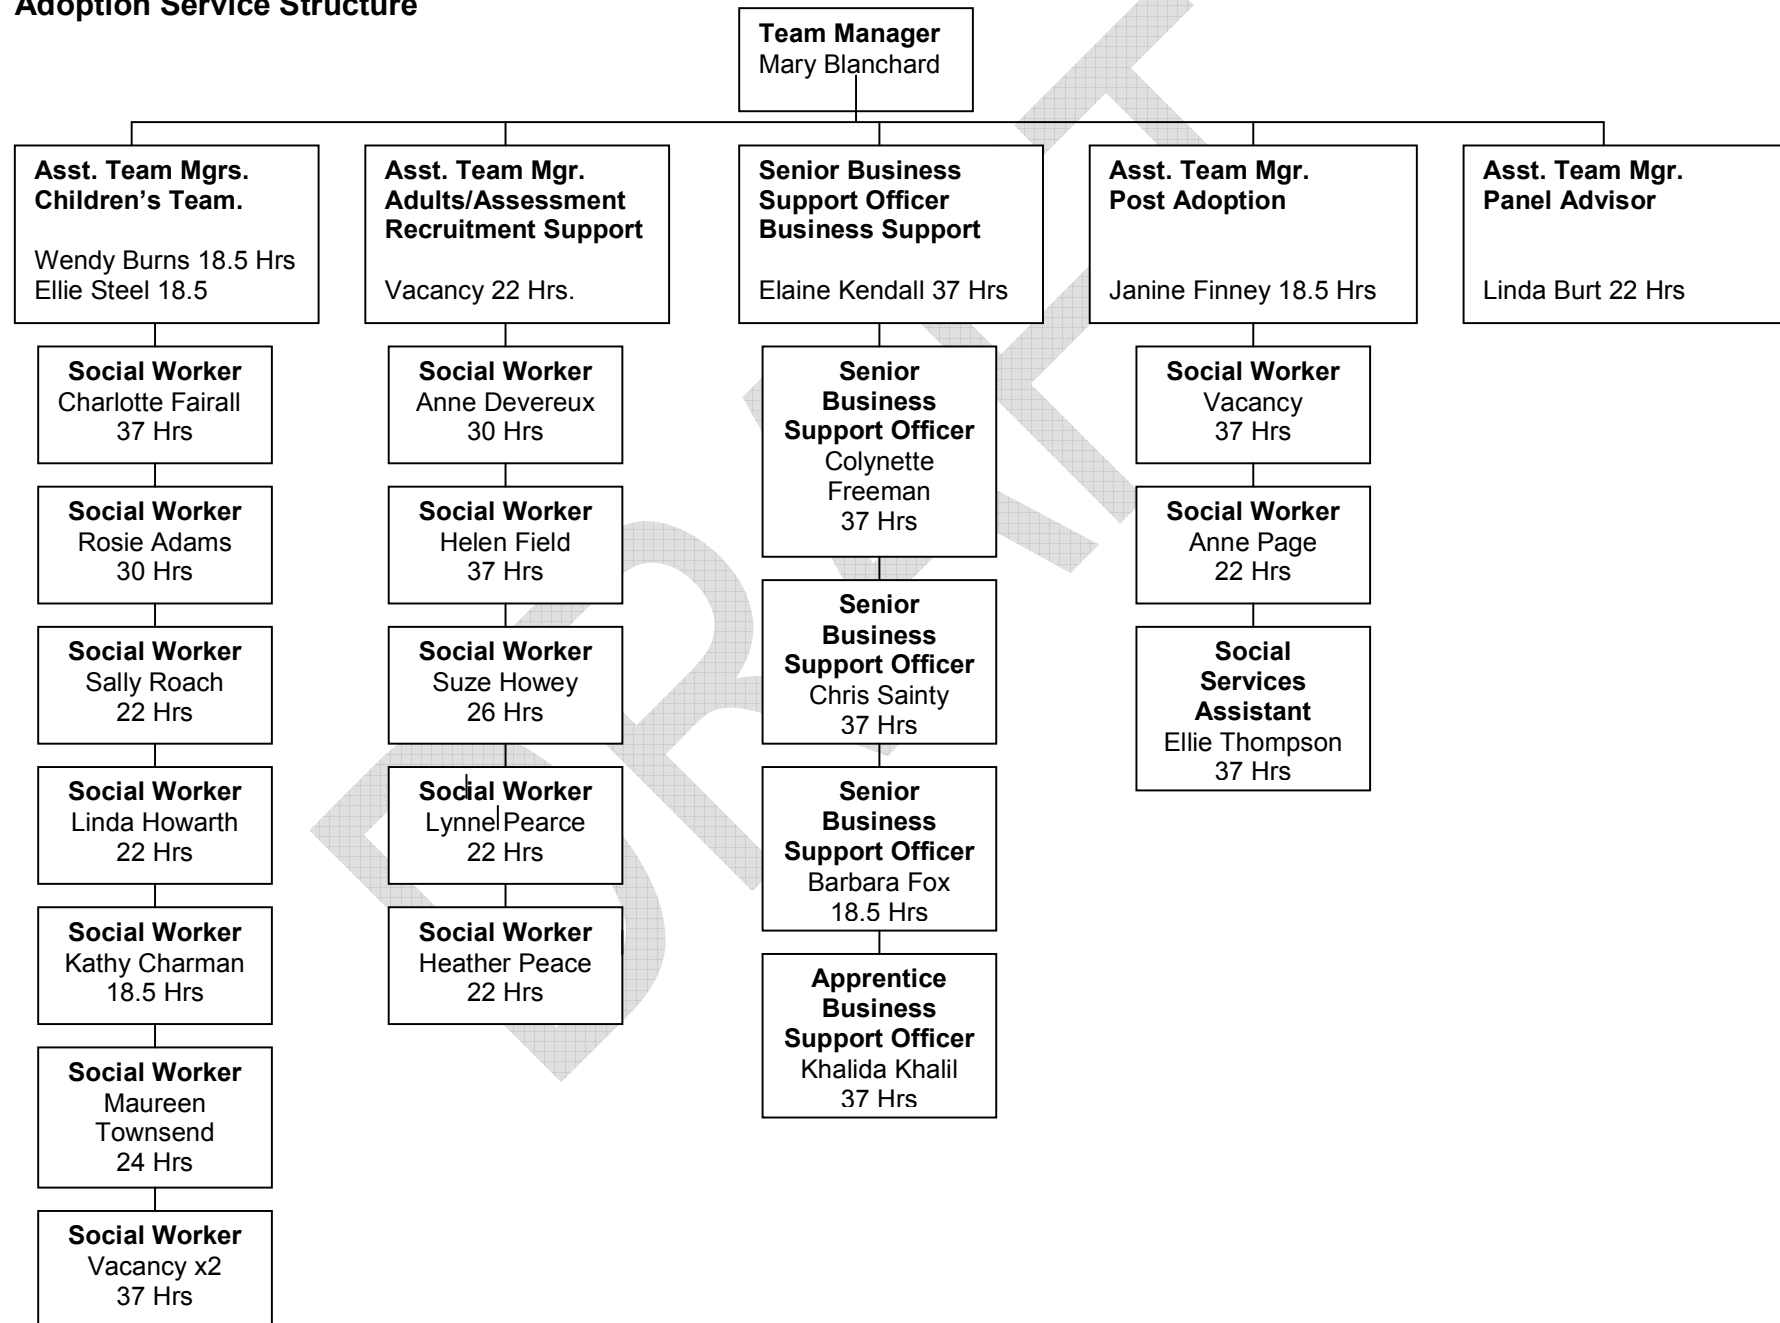 Adoption Service Structure
Team Manager
Mary Blanchard
Asst. Team Mgrs.
Children’s Team.
Wendy Burns 18.5 Hrs
Ellie Steel 18.5
Asst. Team Mgr.
Adults/Assessment
Recruitment Support
Vacancy 22 Hrs.
Senior Business
Support Officer
Business Support
Elaine Kendall 37 Hrs
Asst. Team Mgr.
Post Adoption
Janine Finney 18.5 Hrs
Asst. Team Mgr.
Panel Advisor
Linda Burt 22 Hrs
Social Worker
Charlotte Fairall
37 Hrs
Social Worker
Rosie Adams
30 Hrs
Social Worker
Sally Roach
22 Hrs
Social Worker
Linda Howarth
22 Hrs
Social Worker
Kathy Charman
18.5 Hrs
Social Worker
Maureen
Townsend
24 Hrs
Social Worker
Vacancy x2
37 Hrs
Social Worker
Anne Devereux
30 Hrs
Social Worker
Helen Field
37 Hrs
Social Worker
Suze Howey
26 Hrs
Social Worker
Lynne Pearce
22 Hrs
Social Worker
Heather Peace
22 Hrs
Senior
Business
Support Officer
Colynette
Freeman
37 Hrs
Senior
Business
Support Officer
Chris Sainty
37 Hrs
Senior
Business
Support Officer
Barbara Fox
18.5 Hrs
Apprentice
Business
Support Officer
Khalida Khalil
37 Hrs
Social Worker
Vacancy
37 Hrs
Social Worker
Anne Page
22 Hrs
Social
Services
Assistant
Ellie Thompson
37 Hrs
DRAFT